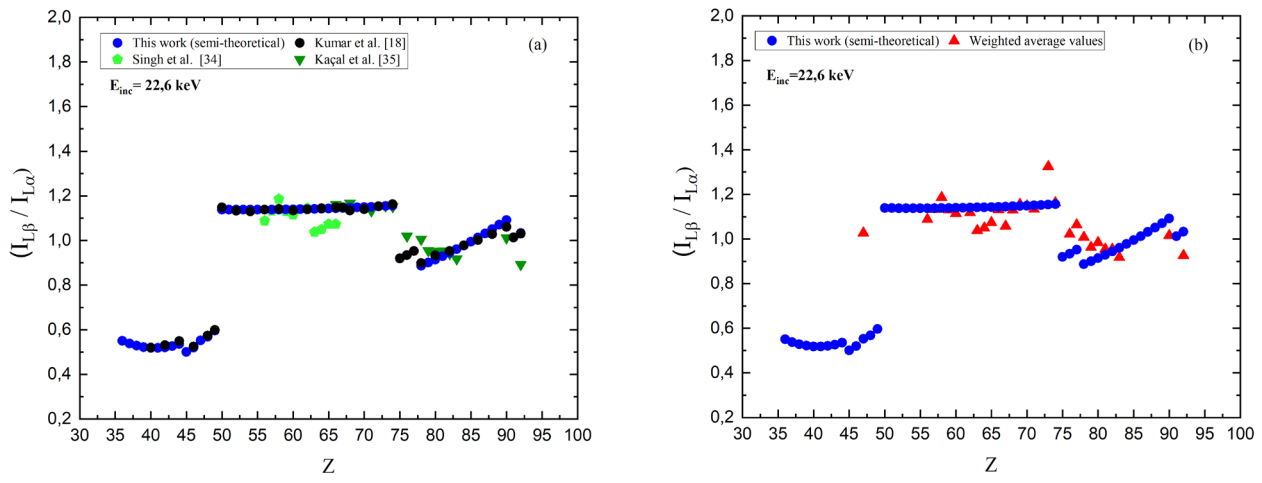 2,0
1,8
1,6
1,4
1,2
1,0
0,8
0,6
0,4
0,2
(I_Lβ / I_Lα)
This work (semi-theoretical)
Kumar et al. [18]
Singh et al. [34]
Kaçal et al. [35]
(a)
E_inc= 22,6 keV
30 35 40 45 50 55 60 65 70 75 80 85 90 95 100
Z
2,0
1,8
1,6
1,4
1,2
1,0
0,8
0,6
0,4
0,2
(I_Lβ / I_Lα)
This work (semi-theoretical)
Weighted average values
(b)
E_inc=22,6 keV
30 35 40 45 50 55 60 65 70 75 80 85 90 95 100
Z